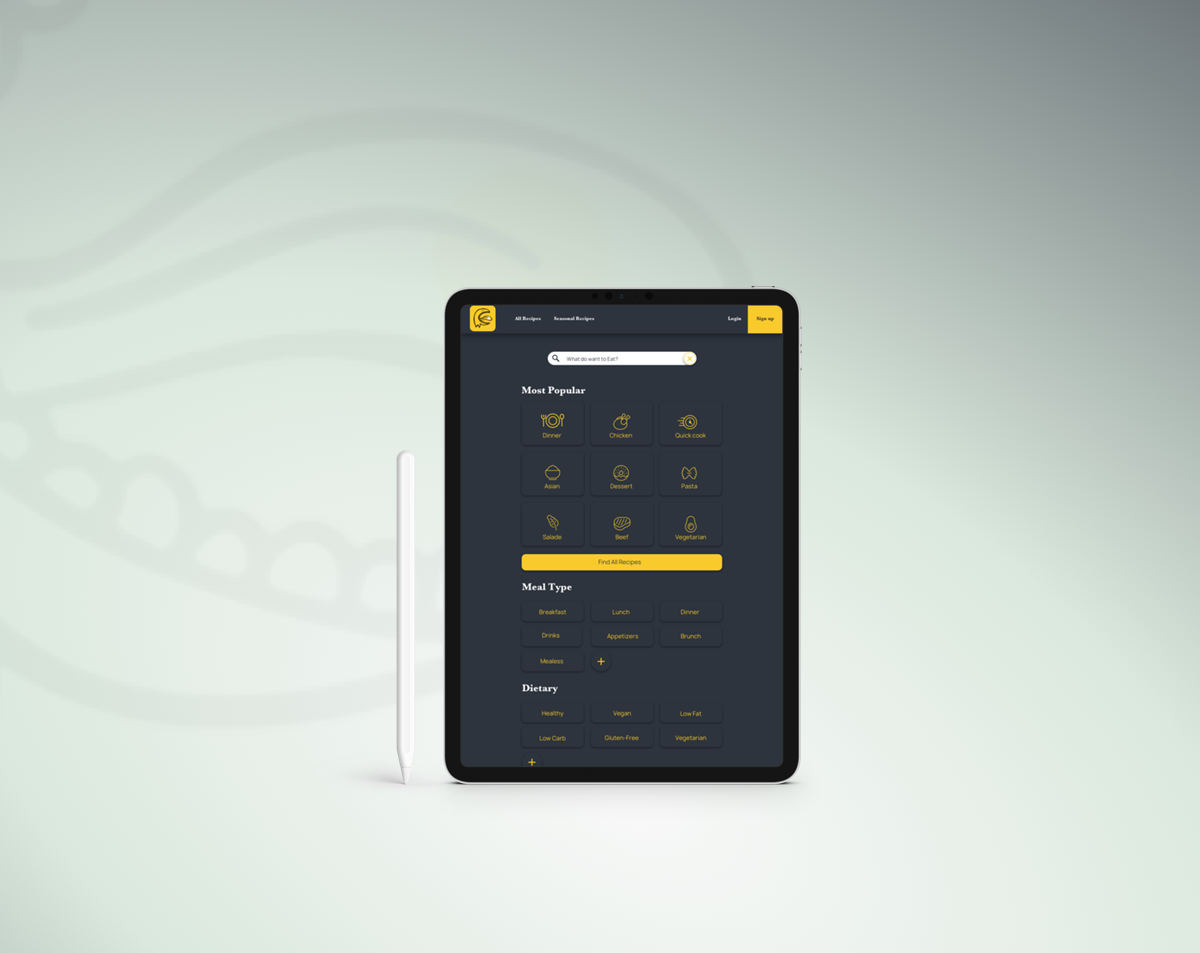 All Recipes Seasonal Recipes Login Sign up
What do want to Eat?
Most Popular
Dinner Chicken Quick cook
Asian Dessert Pasta
Salade Beef Vegetarian
Find All Recipes
Meal Type
Breakfast Lunch Dinner
Drinks Appetizers Brunch
Mealess +
Dietary
Healthy Vegan Low Fat
Low Carb Gluten-Free Vegetarian
+